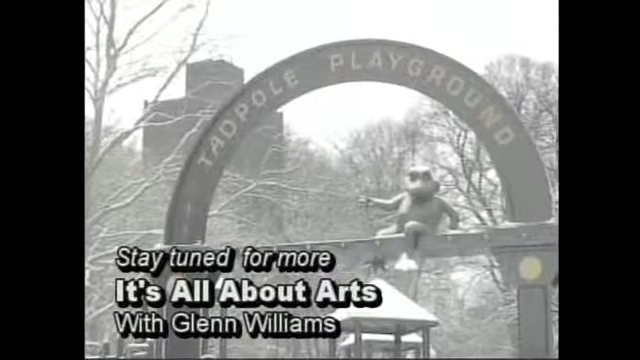 TADPOLE PLAYGROUND
Stay tuned for more
It's All About Arts
With Glenn Williams